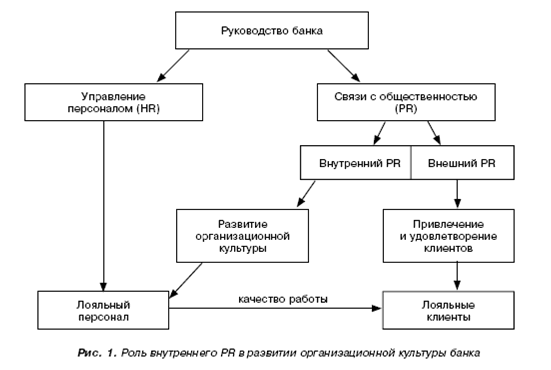 Руководство банка
Управление
персоналом (HR)
Связи с общественностью
(PR)
Внутренний PR
Внешний PR
Развитие
организационной
культуры
Привлечение
и удовлетворение
клиентов
Лояльный
персонал
качество работы
Лояльные
клиенты
Рис. 1. Роль внутреннего PR в развитии организационной культуры банка